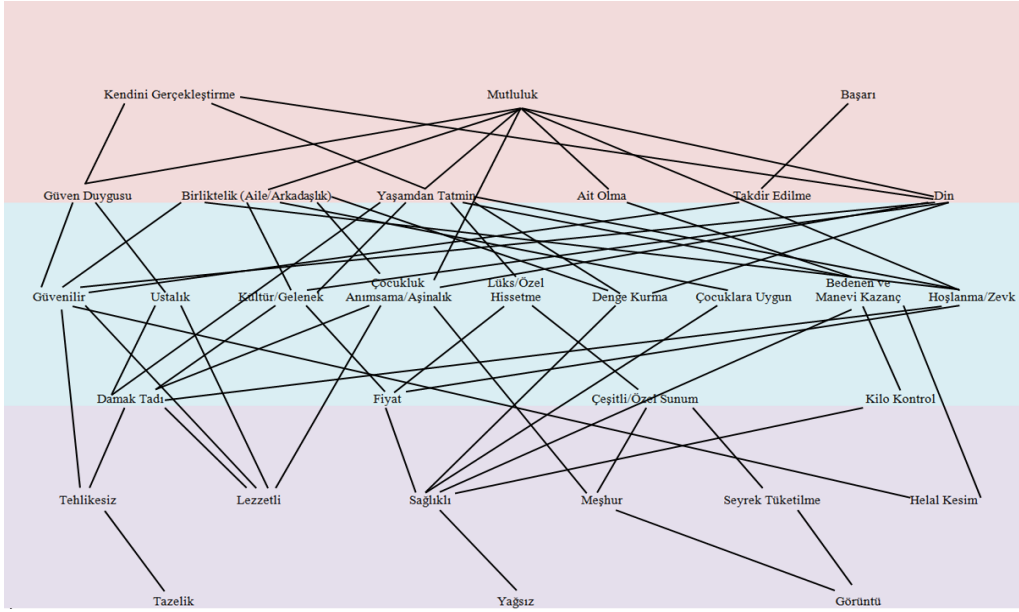 Kendini Gerçekleştirme
Mutluluk
Başarı
Güven Duygusu
Birliktelik (Aile/Arkadaşlık)
Yaşamdan Tatmin
Ait Olma
Takdir Edilme
Din
Güvenilir
Ustalık
Kültür/Gelenek
Çocukluk
Anımsama/Aşinalık
Lüks/Özel
Hissetme
Denge Kurma
Çocuklara Uygun
Bedenen ve
Manevi Kazanç
Hoşlanma/Zevk
Damak Tadı
Fiyat
Çeşitli/Özel Sunum
Kilo Kontrol
Tehlikesiz
Lezzetli
Sağlıklı
Meşhur
Seyrek Tüketilme
Helal Kesim
Tazelik
Yağsız
Görüntü